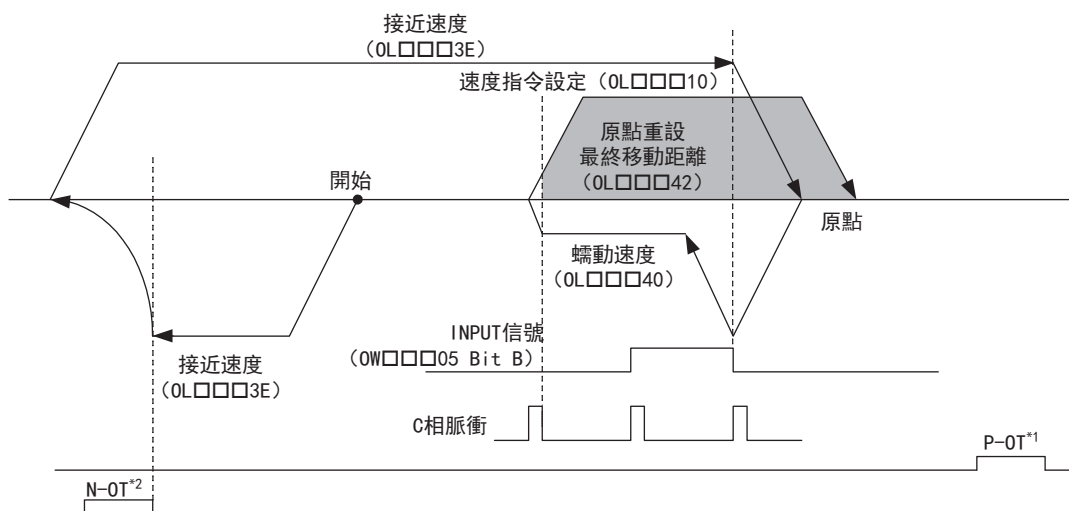 接近速度
(OL□□□3E)
速度指令設定 (OL□□□10)
原點重設
最終移動距離
(OL□□□42)
開始
原點
蠕動速度
(OL□□□40)
INPUT信號
(OW□□□05 Bit B)
接近速度
(OL□□□3E)
C相脈衝
P-OT*1
N-OT*2